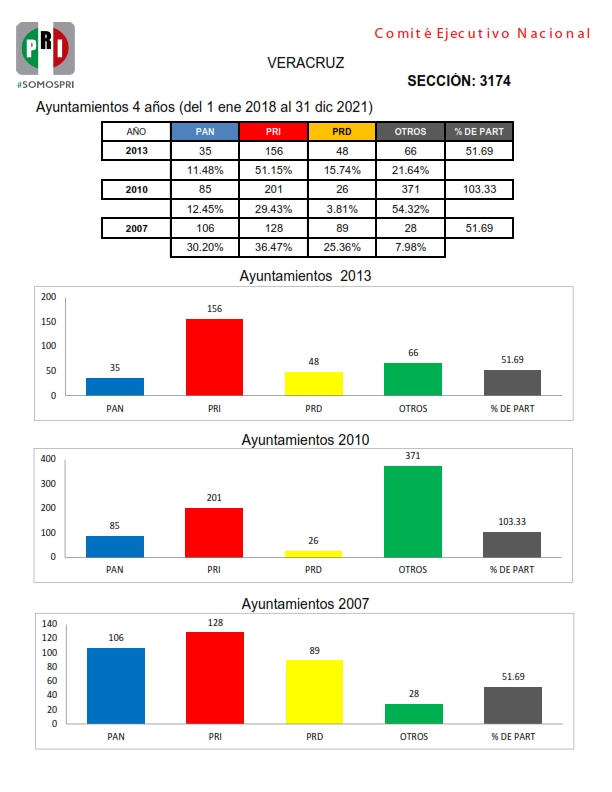 Comité Ejecutivo Nacional
PRI
#SOMOSPRI
VERACRUZ
SECCIÓN: 3174
Ayuntamientos 4 años (del 1 ene 2018 al 31 dic 2021)
AÑO PAN PRI PRD OTROS % DE PART
2013 35 156 48 66 51.69
11.48% 51.15% 15.74% 21.64%
2010 85 201 26 371 103.33
12.45% 29.43% 3.81% 54.32%
2007 106 128 89 28 51.69
30.20% 36.47% 25.36% 7.98%
Ayuntamientos 2013
200
150
100
50
0
35 156 48 66 51.69
PAN PRI PRD OTROS % DE PART
Ayuntamientos 2010
400
300
200
100
0
85 201 26 371 103.33
PAN PRI PRD OTROS % DE PART
Ayuntamientos 2007
140
120
100
80
60
40
20
0
106 128 89 28 51.69
PAN PRI PRD OTROS % DE PART